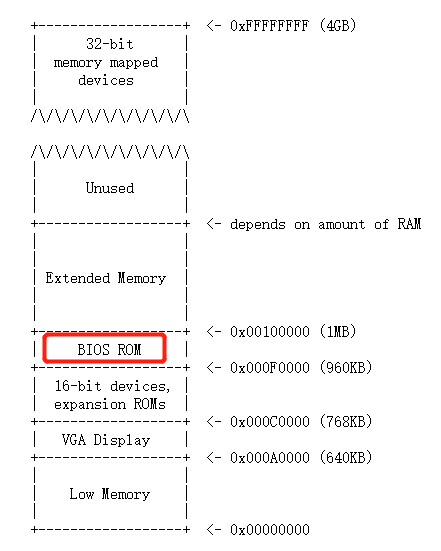 <- 0xFFFFFFFF (4GB)
32-bit
memory mapped
devices
Unused
<- depends on amount of RAM
Extended Memory
<- 0x00100000 (1MB)
BIOS ROM
<- 0x000F0000 (960KB)
16-bit devices,
expansion ROMs
<- 0x000C0000 (768KB)
VGA Display
<- 0x000A0000 (640KB)
Low Memory
<- 0x00000000